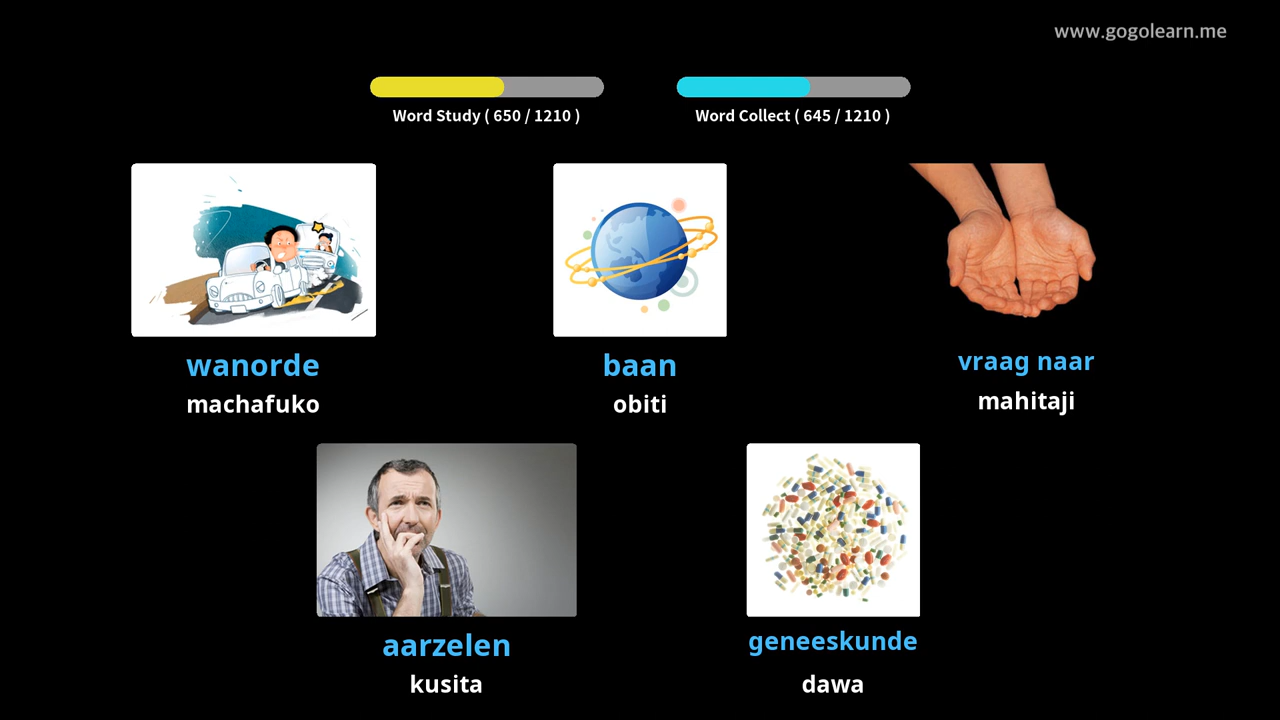 www.gogolearn.me
Word Study ( 650 / 1210 )
Word Collect ( 645 / 1210 )
wanorde
machafuko
baan
obiti
vraag naar
mahitaji
aarzelen
kusita
geneeskunde
dawa